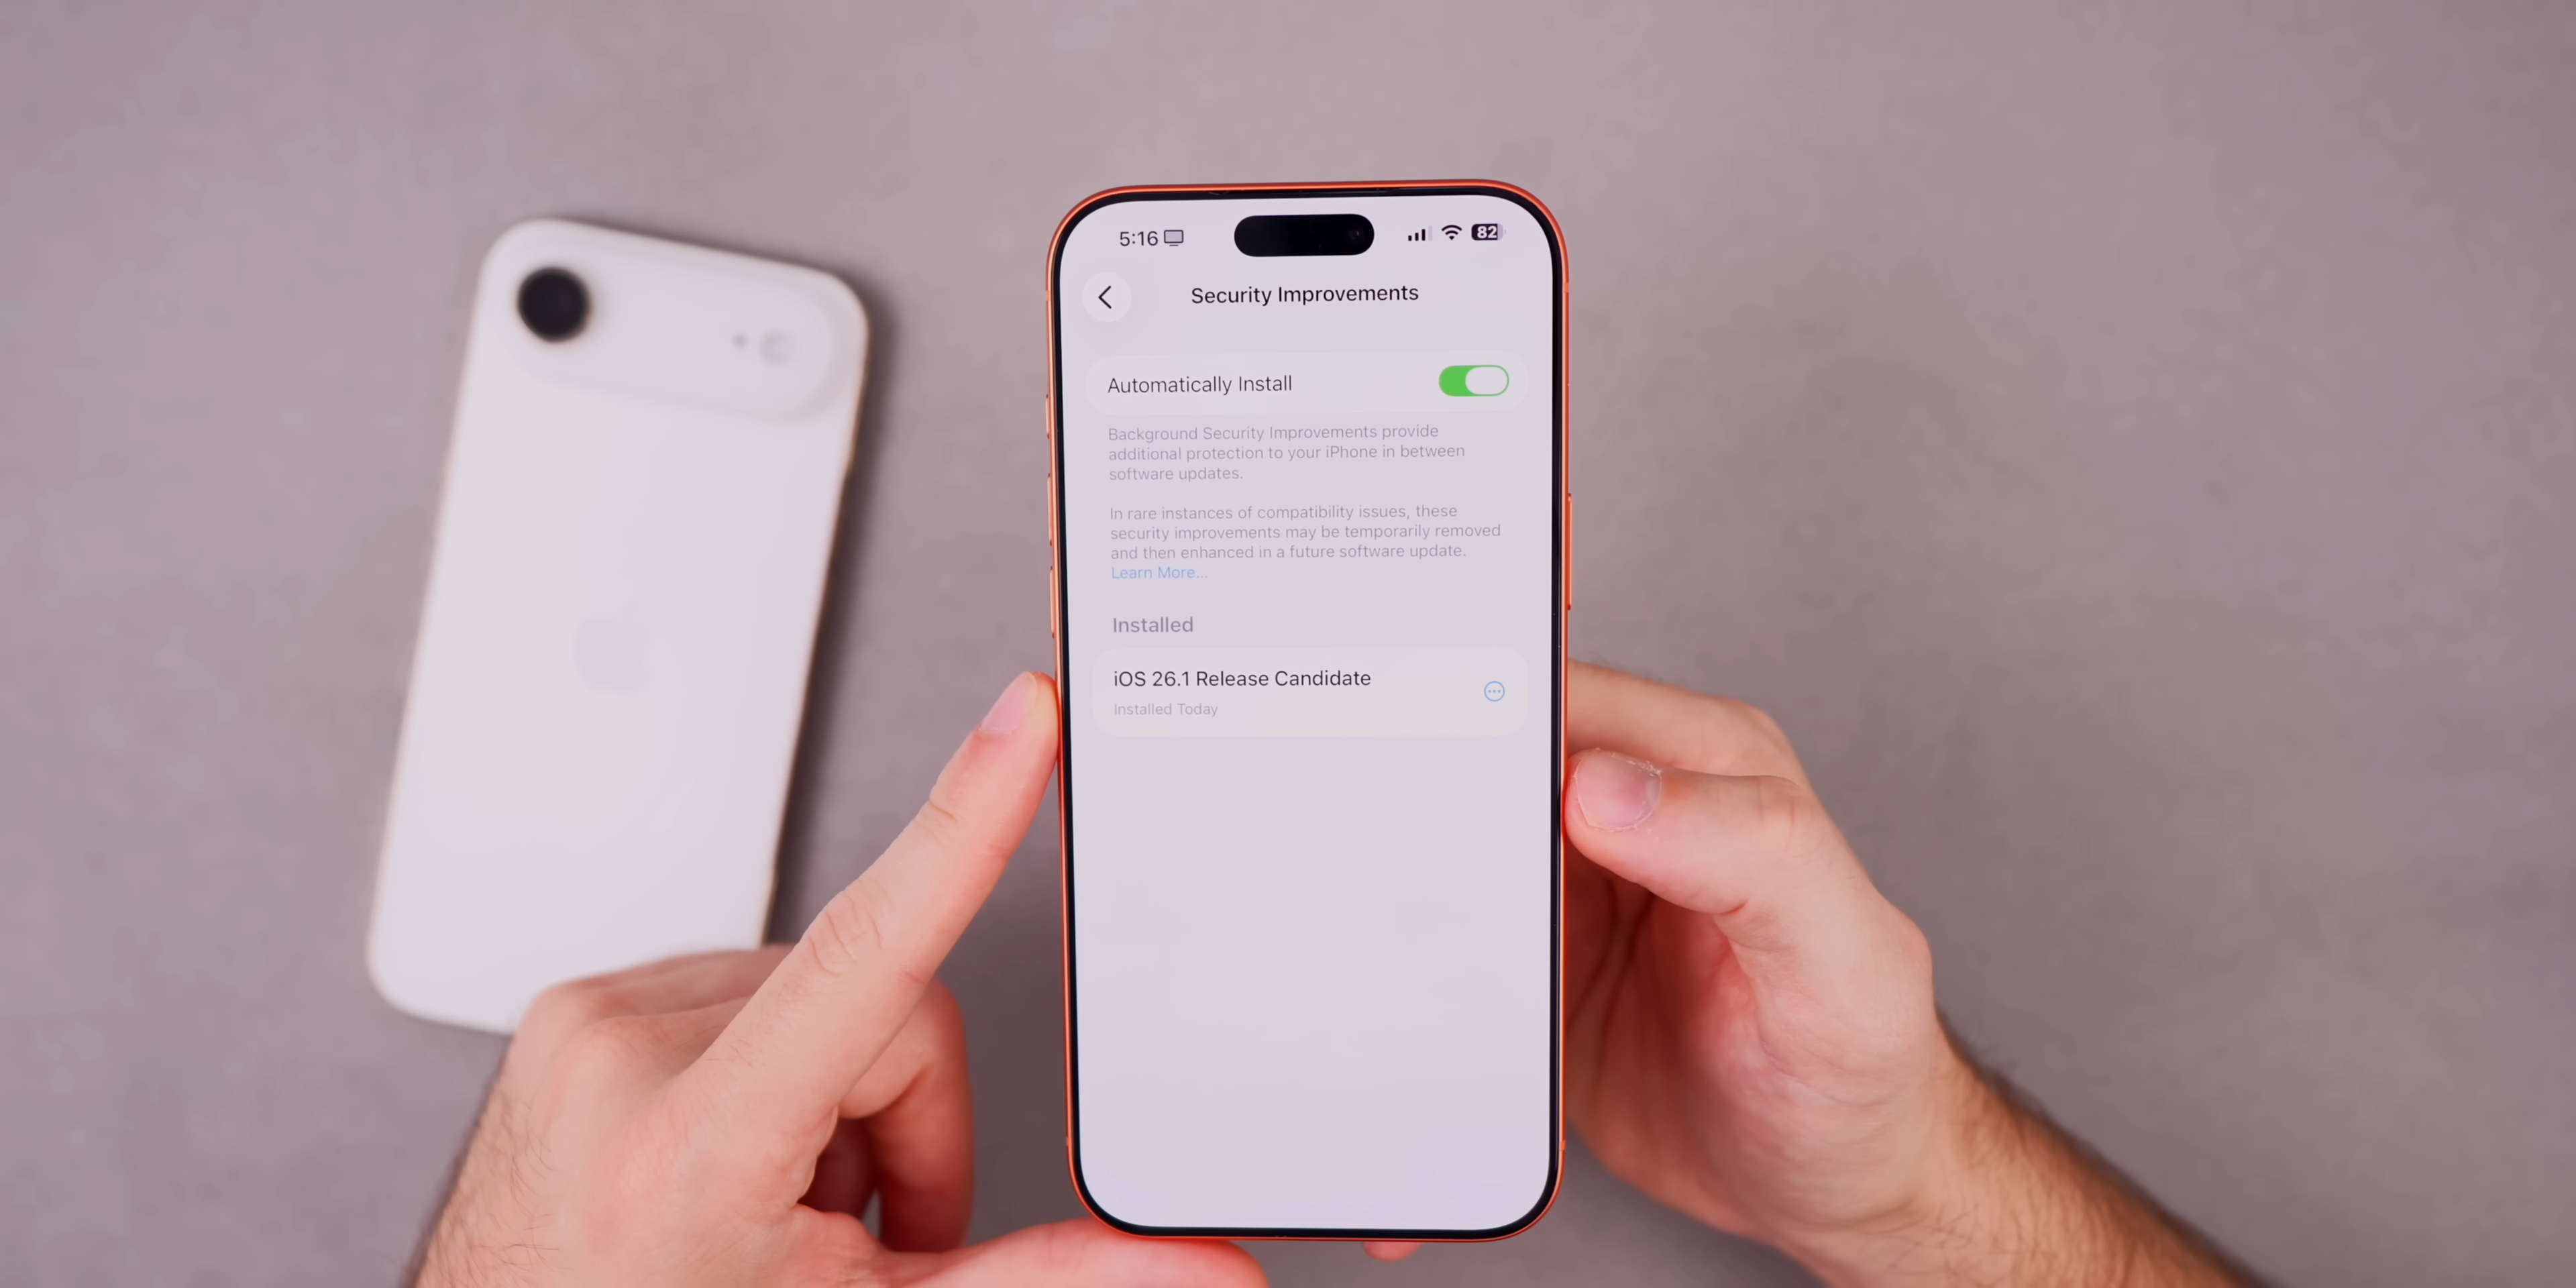 5:16
82
Security Improvements
Automatically Install
Background Security Improvements provide
additional protection to your iPhone in between
software updates.
In rare instances of compatibility issues, these
security improvements may be temporarily removed
and then enhanced in a future software update.
Learn More...
Installed
iOS 26.1 Release Candidate
Installed Today